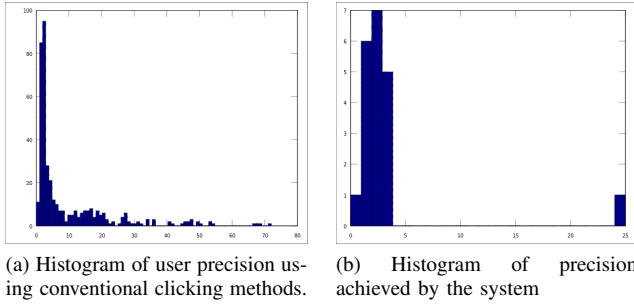 100
80
60
40
20
0
0 10 20 30 40 50 60 70 80
7
6
5
4
3
2
1
0
0 5 10 15 20 25
(a) Histogram of user precision us-
ing conventional clicking methods.
(b) Histogram of precision
achieved by the system